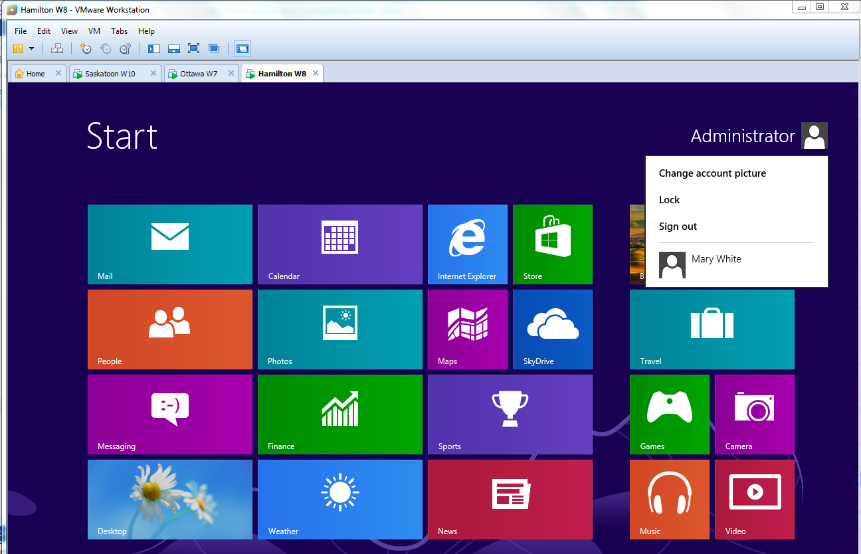 Hamilton W8 - VMware Workstation
File Edit View VM Tabs Help
Home Saskatoon W10 Ottawa W7 Hamilton W8
Start
Administrator
Change account picture
Lock
Sign out
Mary White
Mail Calendar Internet Explorer Store
People Photos Maps SkyDrive Travel
Messaging :-) Finance Sports Games Camera
Desktop Weather News Music Video